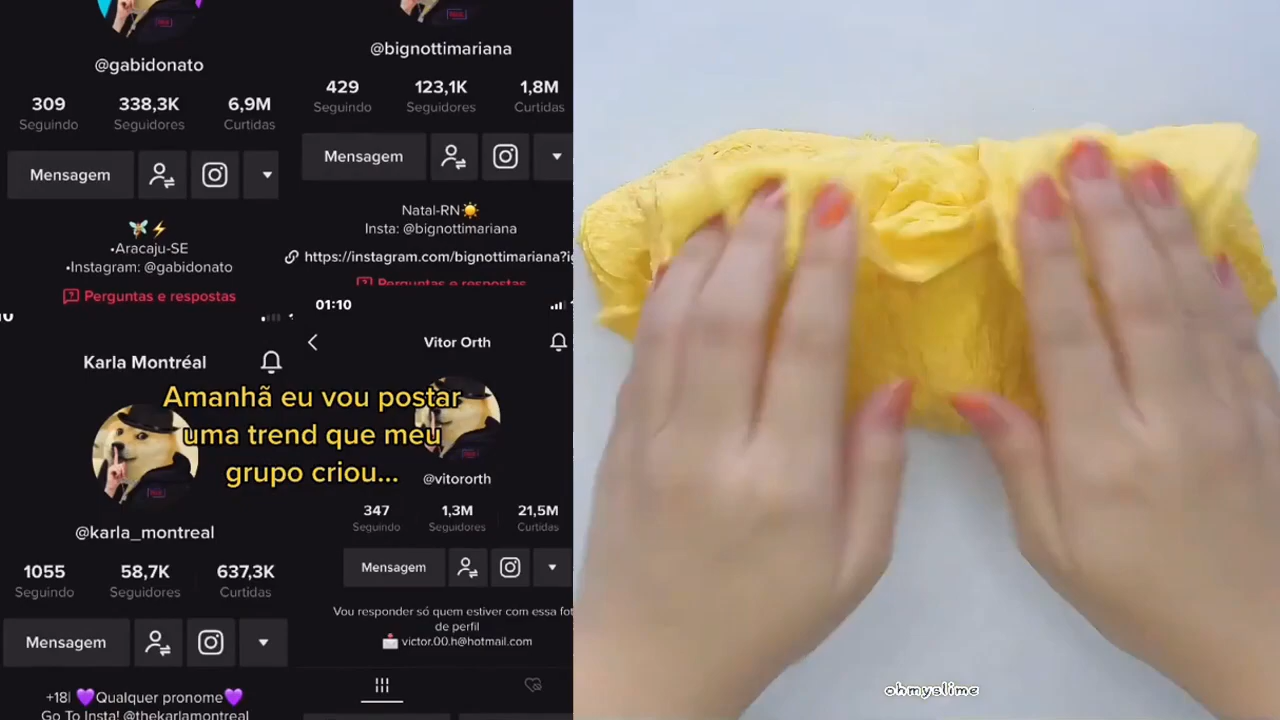 @gabidonato
309 338,3K 6,9M
Seguindo Seguidores Curtidas
Mensagem
•Aracaju-SE
•Instagram: @gabidonato
Perguntas e respostas
@bignottimariana
429 123,1K 1,8M
Seguindo Seguidores Curtidas
Mensagem
Natal-RN☀️
Insta: @bignottimariana
https://instagram.com/bignottimariana?ig
Perguntas e respostas
Karla Montréal
@karla_montreal
1055 58,7K 637,3K
Seguindo Seguidores Curtidas
Mensagem
+18| 💜Qualquer pronome💜
Go To Insta! @thekarlamontreal
01:10
Vitor Orth
@vitororth
347 1,3M 21,5M
Seguindo Seguidores Curtidas
Mensagem
Vou responder só quem estiver com essa fot
de perfil
📩 victor.00.h@hotmail.com
Amanhã eu vou postar
uma trend que meu
grupo criou...
ohmyslime